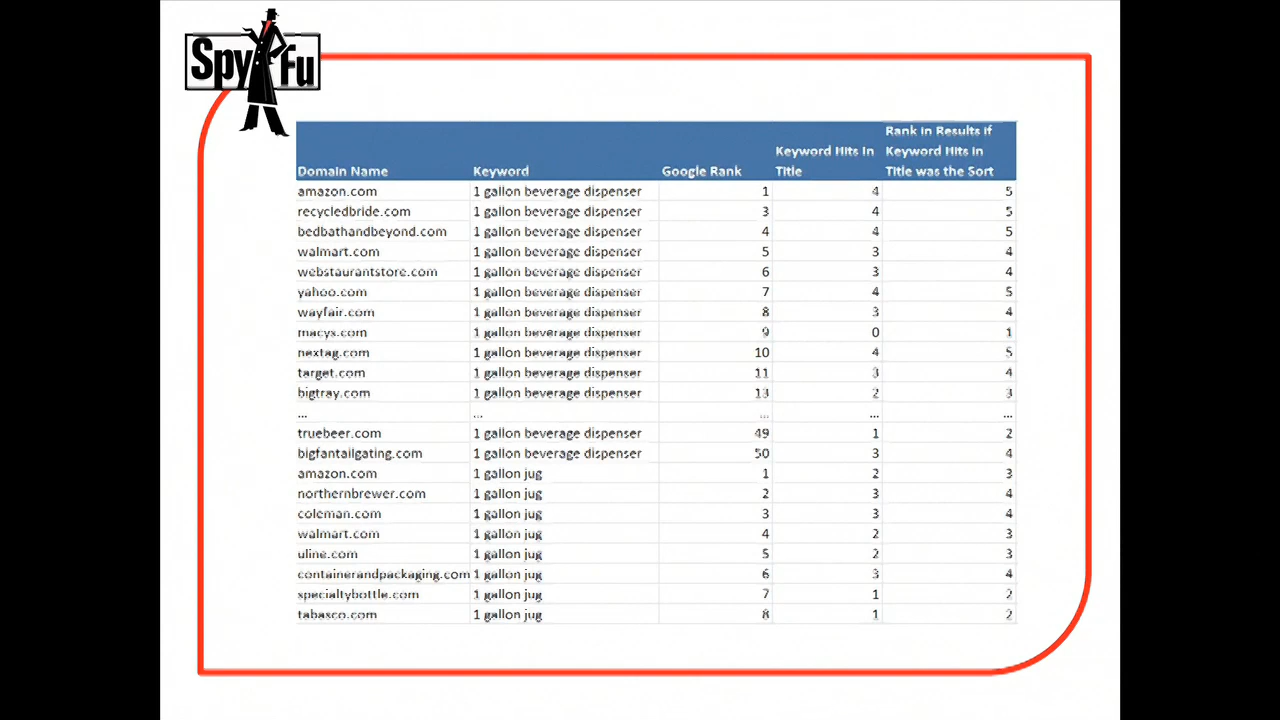 Spy Fu
Domain Name Keyword Google Rank Keyword Hits In Title Rank in Results if Keyword Hits in Title was the Sort
amazon.com 1 gallon beverage dispenser 1 4 5
recycledbride.com 1 gallon beverage dispenser 3 4 5
bedbathandbeyond.com 1 gallon beverage dispenser 4 4 5
walmart.com 1 gallon beverage dispenser 5 3 4
webstaurantstore.com 1 gallon beverage dispenser 6 3 4
yahoo.com 1 gallon beverage dispenser 7 4 5
wayfair.com 1 gallon beverage dispenser 8 3 4
macys.com 1 gallon beverage dispenser 9 0 1
nextag.com 1 gallon beverage dispenser 10 4 5
target.com 1 gallon beverage dispenser 11 3 4
bigtray.com 1 gallon beverage dispenser 13 2 3
... ... ... ... ...
truebeer.com 1 gallon beverage dispenser 49 1 2
bigfantailgating.com 1 gallon beverage dispenser 50 3 4
amazon.com 1 gallon jug 1 2 3
northernbrewer.com 1 gallon jug 2 3 4
coleman.com 1 gallon jug 3 3 4
walmart.com 1 gallon jug 4 2 3
uline.com 1 gallon jug 5 2 3
containerandpackaging.com 1 gallon jug 6 3 4
specialtybottle.com 1 gallon jug 7 1 2
tabasco.com 1 gallon jug 8 1 2